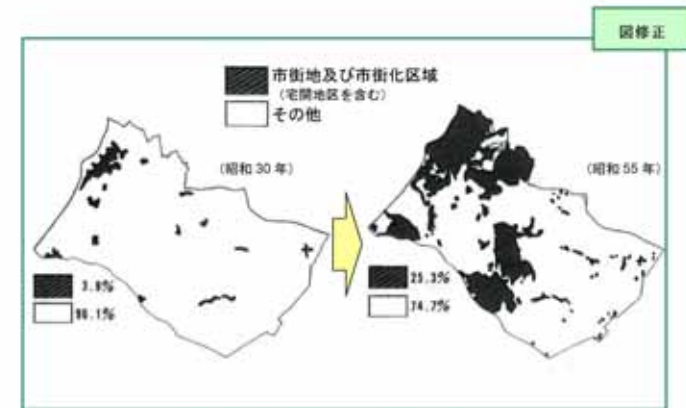 図修正
市街地及び市街化区域
(宅開地区を含む)
その他
(昭和30年)
(昭和55年)
3.9%
96.1%
25.3%
74.7%